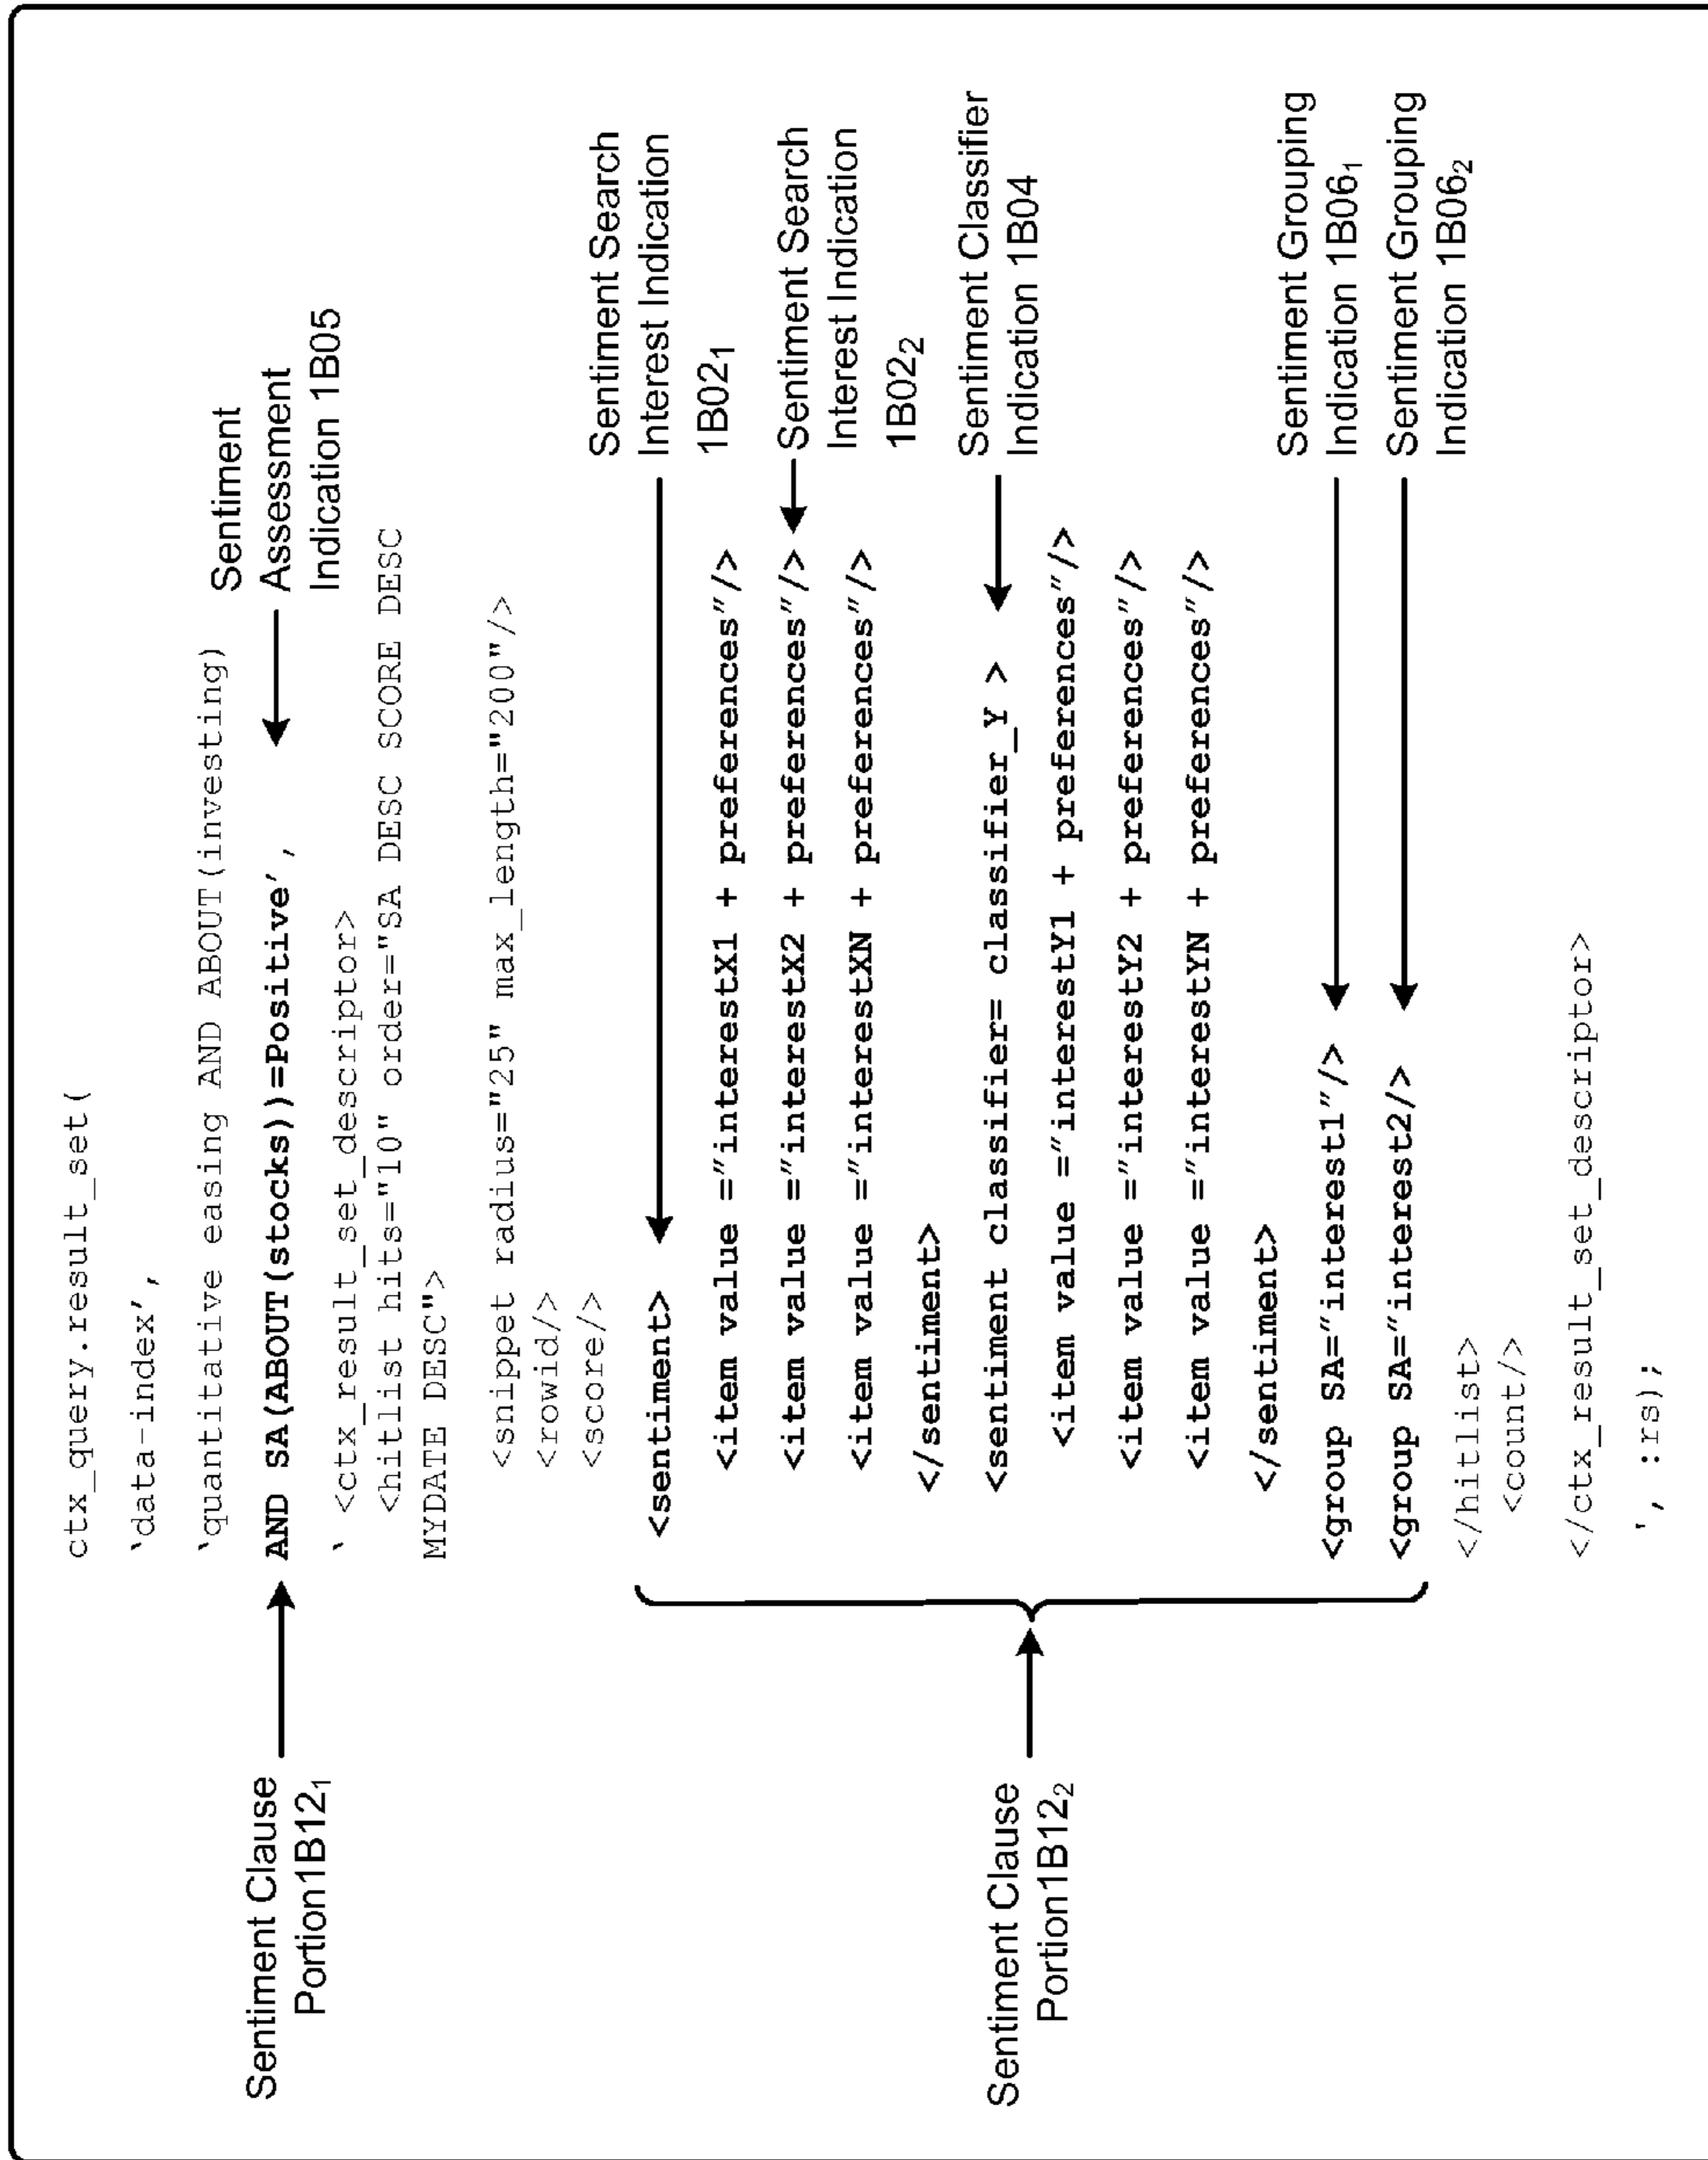 ctx_query.result_set(
`data-index',
`quantitative easing AND ABOUT(investing)
AND SA(ABOUT(stocks))=Positive',
` <ctx_result_set_descriptor>
<hitlist hits="10" order="SA DESC SCORE DESC
MYDATE DESC">
<snippet radius="25" max_length="200"/>
<rowid/>
<score/>
<sentiment>
<item value ="interestX1 + preferences"/>
<item value ="interestX2 + preferences"/>
<item value ="interestXN + preferences"/>
</sentiment>
<sentiment classifier= classifier_Y >
<item value ="interestY1 + preferences"/>
<item value ="interestY2 + preferences"/>
<item value ="interestYN + preferences"/>
</sentiment>
<group SA="interest1"/>
<group SA="interest2/>
</hitlist>
<count/>
</ctx_result_set_descriptor>
', :rs);
Sentiment Clause
Portion1B12₁
Sentiment Clause
Portion1B12₂
Sentiment
Assessment
Indication 1B05
Sentiment Search
Interest Indication
1B02₁
Sentiment Search
Interest Indication
1B02₂
Sentiment Classifier
Indication 1B04
Sentiment Grouping
Indication 1B06₁
Sentiment Grouping
Indication 1B06₂